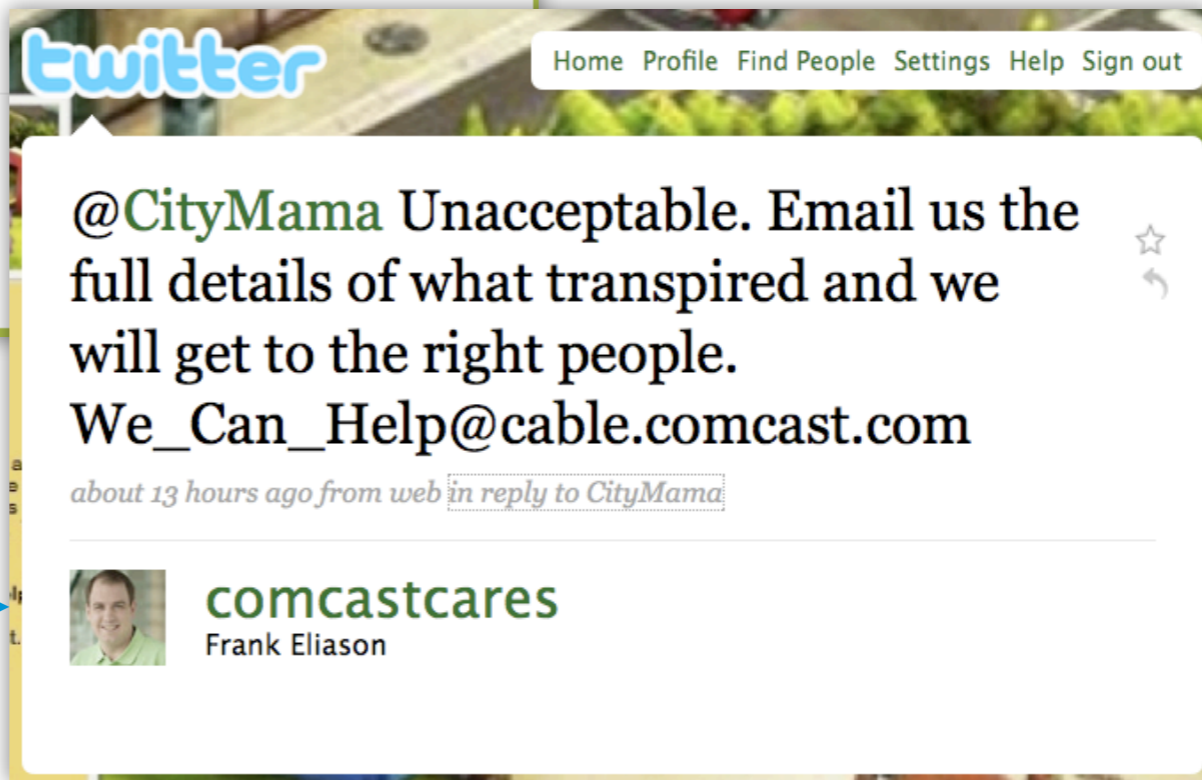 twitter
Home Profile Find People Settings Help Sign out
@CityMama Unacceptable. Email us the
full details of what transpired and we
will get to the right people.
We_Can_Help@cable.comcast.com
about 13 hours ago from web in reply to CityMama
comcastcares
Frank Eliason